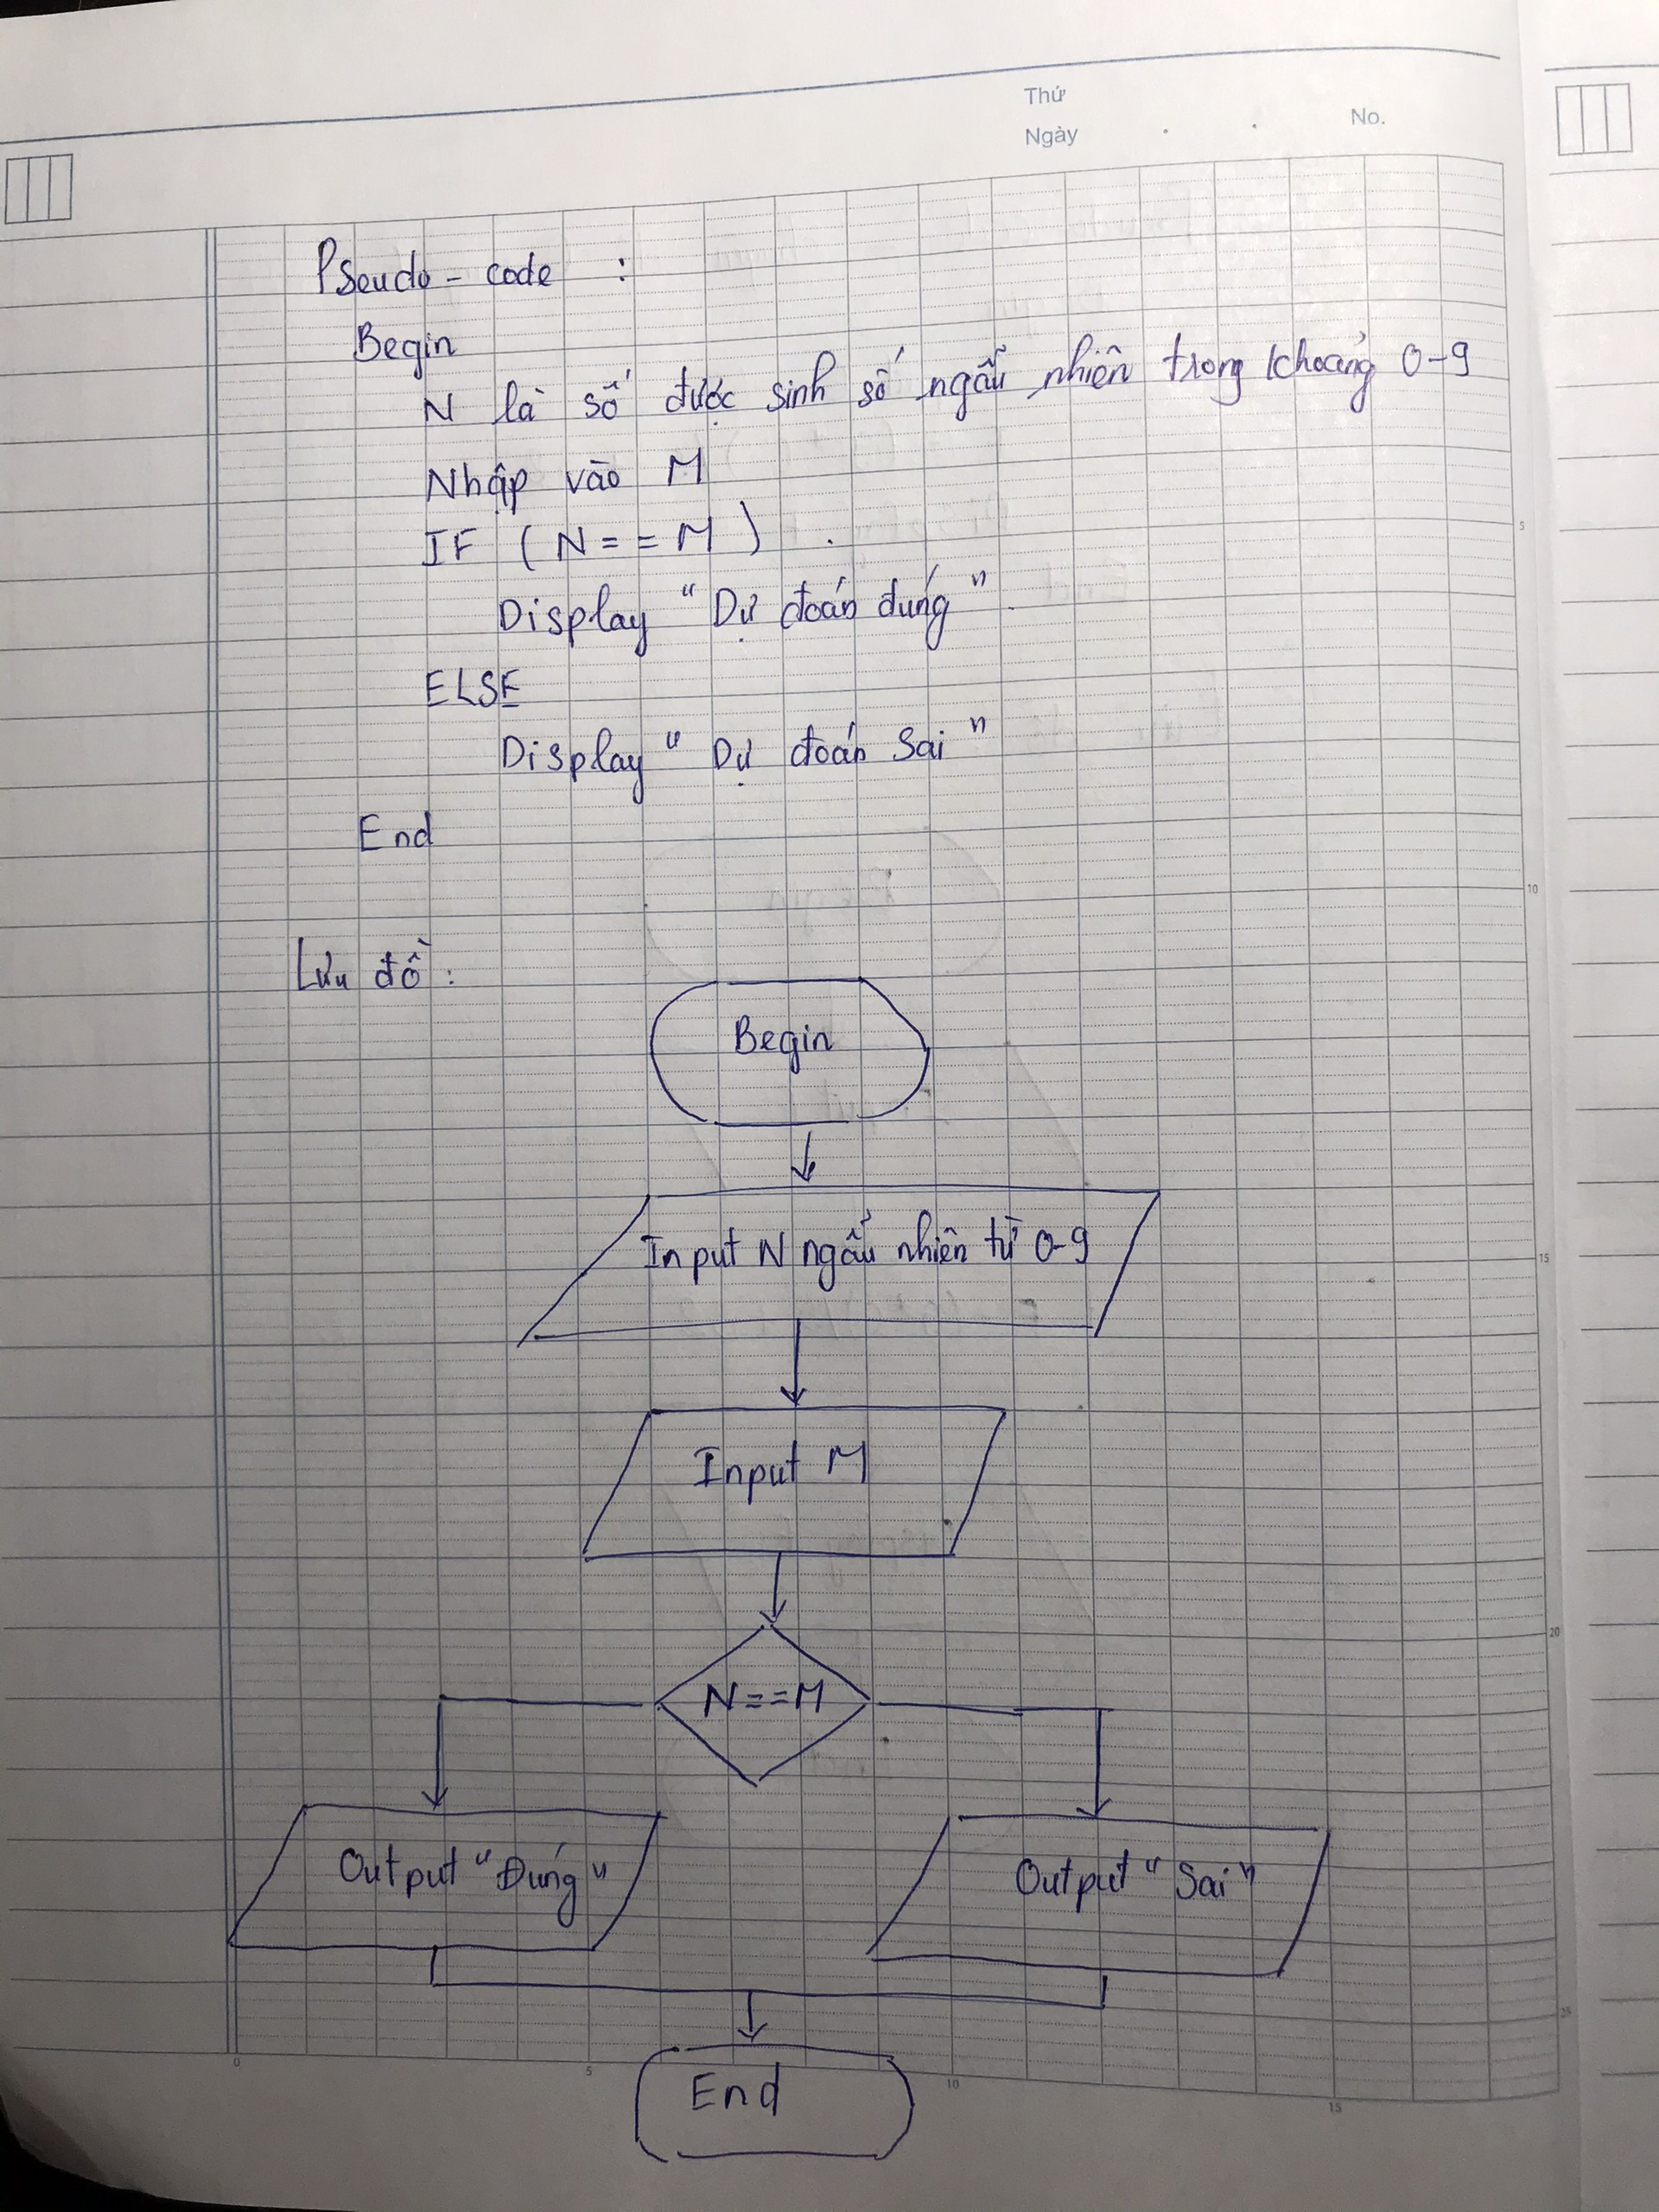 Thứ
Ngày
No.
Pseudo - code :
Begin
N là số được sinh số ngẫu nhiên trong khoảng 0-9
Nhập vào M
IF ( N = = M )
Display "Dự đoán đúng"
ELSE
Display "Dự đoán Sai"
End
Lưu đồ :
Begin
Input N ngẫu nhiên từ 0-9
Input M
N==M
Output "Đúng"
Output "Sai"
End
5
10
15
20
25
0
5
10
15